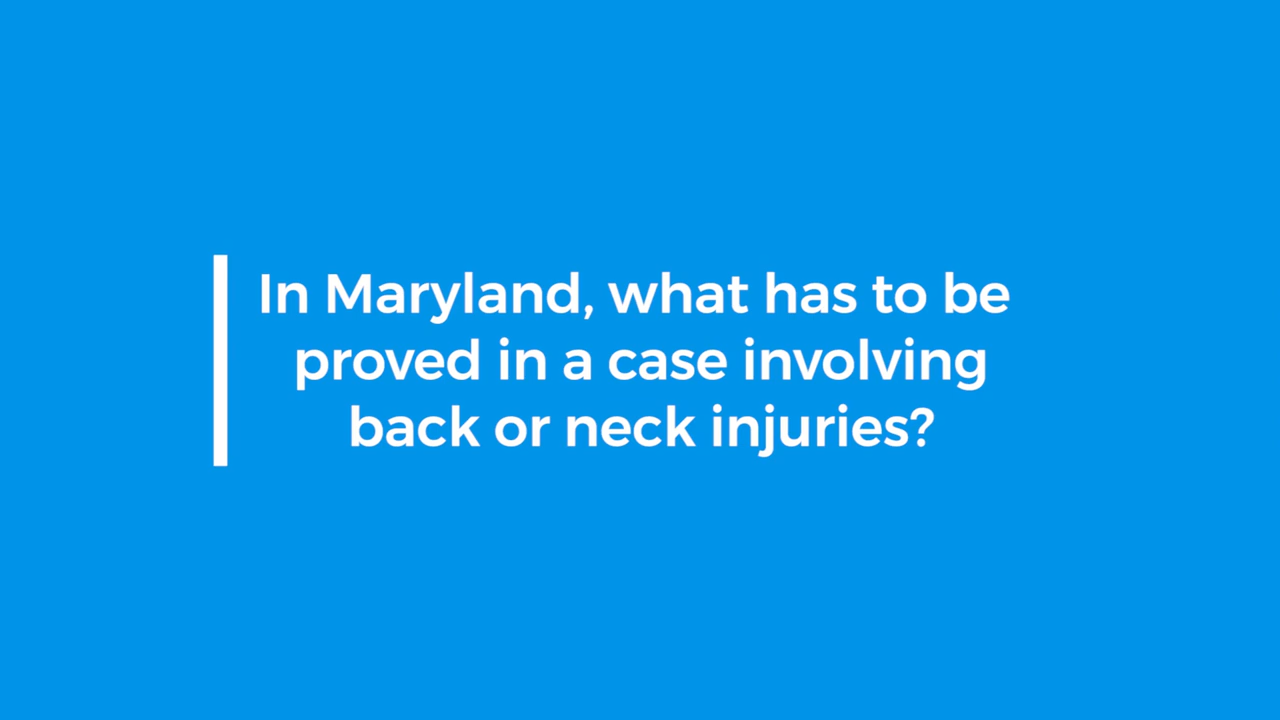 In Maryland, what has to be
proved in a case involving
back or neck injuries?